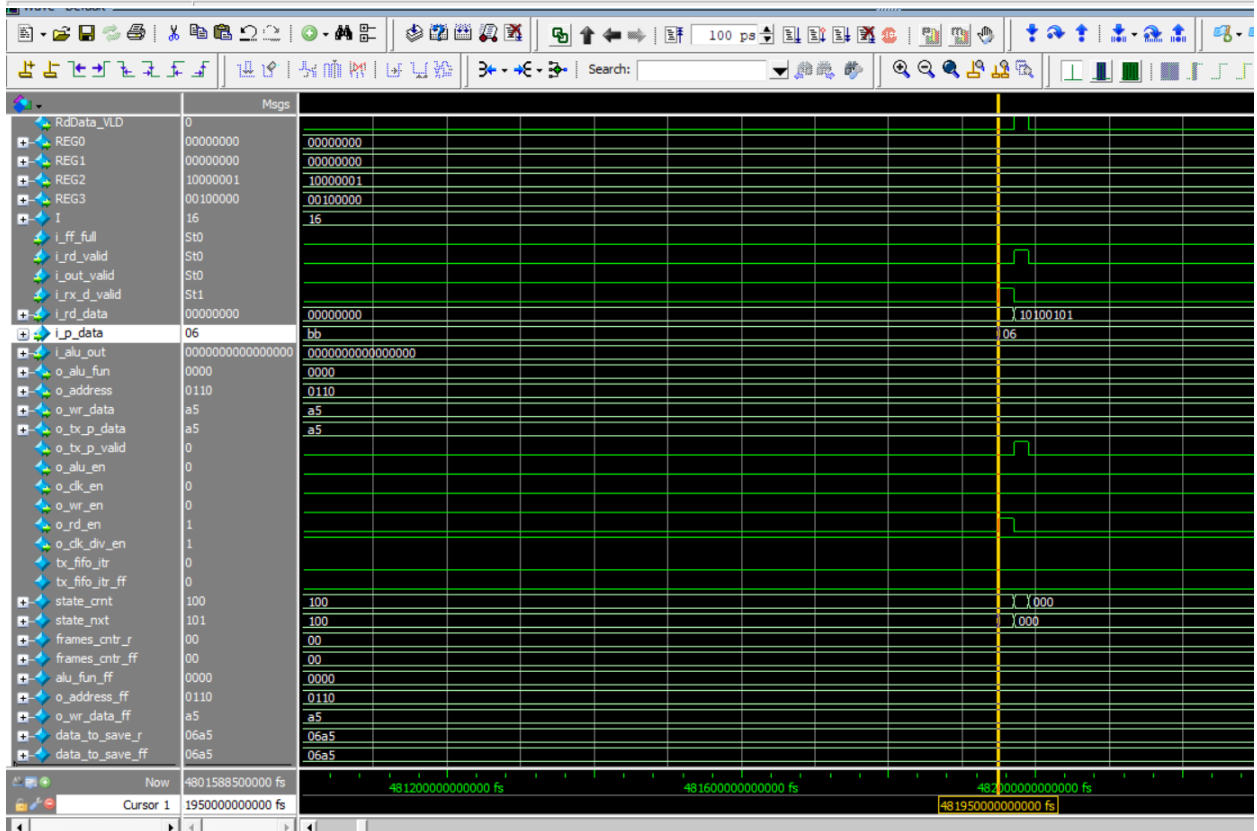 Wave - Default
100 ps
Search:
Msgs
RdData_VLD 0
REG0 00000000 00000000
REG1 00000000 00000000
REG2 10000001 10000001
REG3 00100000 00100000
I 16 16
i_ff_full St0
i_rd_valid St0
i_out_valid St0
i_rx_d_valid St1
i_rd_data 00000000 00000000 10100101
i_p_data 06 bb 06
i_alu_out 0000000000000000 0000000000000000
o_alu_fun 0000 0000
o_address 0110 0110
o_wr_data a5 a5
o_tx_p_data a5 a5
o_tx_p_valid 0
o_alu_en 0
o_clk_en 0
o_wr_en 0
o_rd_en 1
o_clk_div_en 1
tx_fifo_itr 0
tx_fifo_itr_ff 0
state_crnt 100 100 000
state_nxt 101 100 000
frames_cntr_r 00 00
frames_cntr_ff 00 00
alu_fun_ff 0000 0000
o_address_ff 0110 0110
o_wr_data_ff a5 a5
data_to_save_r 06a5 06a5
data_to_save_ff 06a5 06a5
Now 4801588500000 fs 481200000000000 fs 481600000000000 fs 482000000000000 fs
Cursor 1 1950000000000 fs 481950000000000 fs